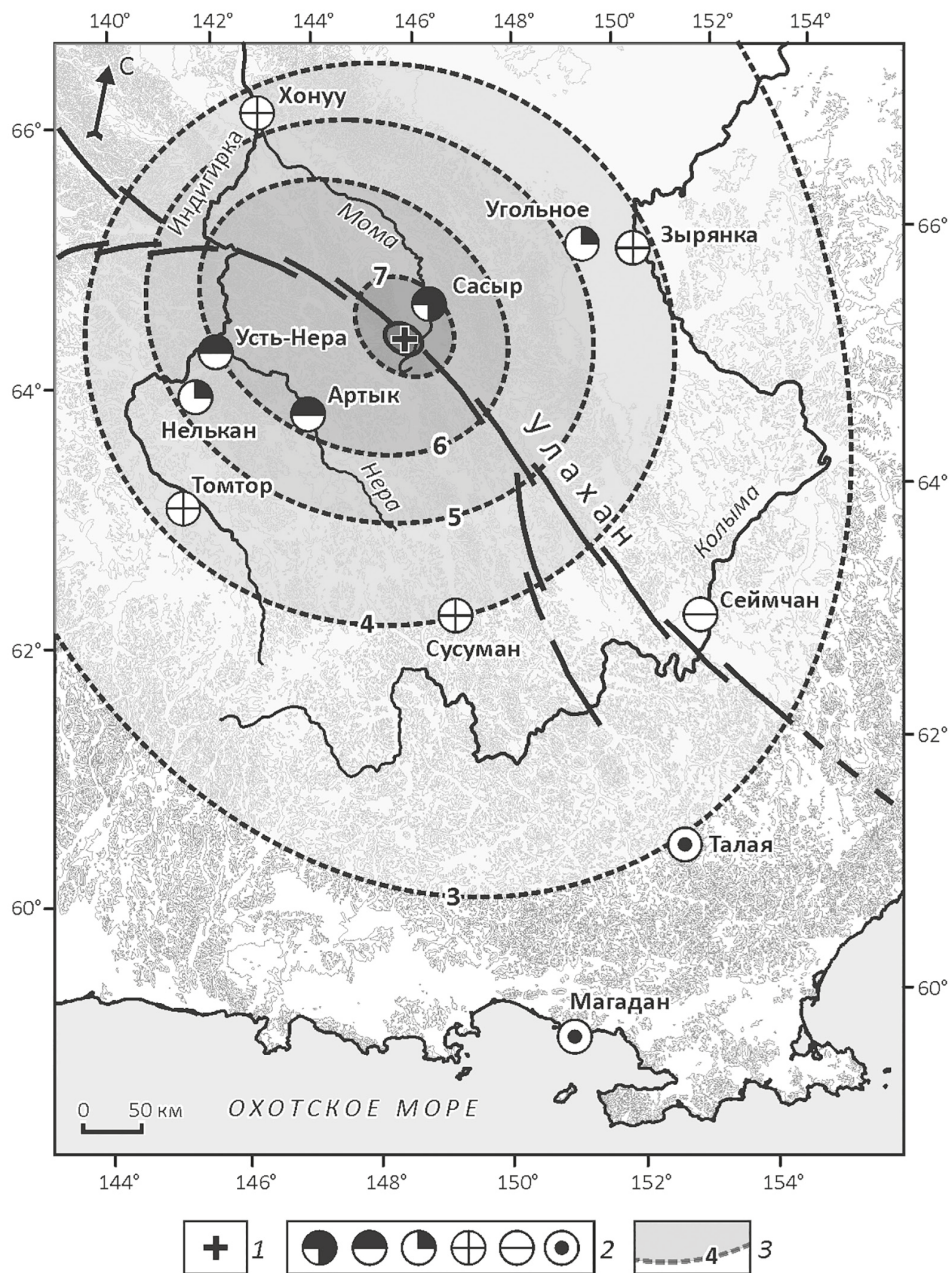 140° 142° 144° 146° 148° 150° 152° 154°
С
Хонуу
66°
Индигирка
Мома
Угольное
66°
Зырянка
7
Сасыр
Усть-Нера
64°
Артык
Нелькан
6
Улахан
Томтор
Нера
64°
5
Колыма
4
Сеймчан
Сусуман
62°
62°
Талая
3
60°
60°
Магадан
0 50 км
ОХОТСКОЕ МОРЕ
144° 146° 148° 150° 152° 154°
1 2 4 3